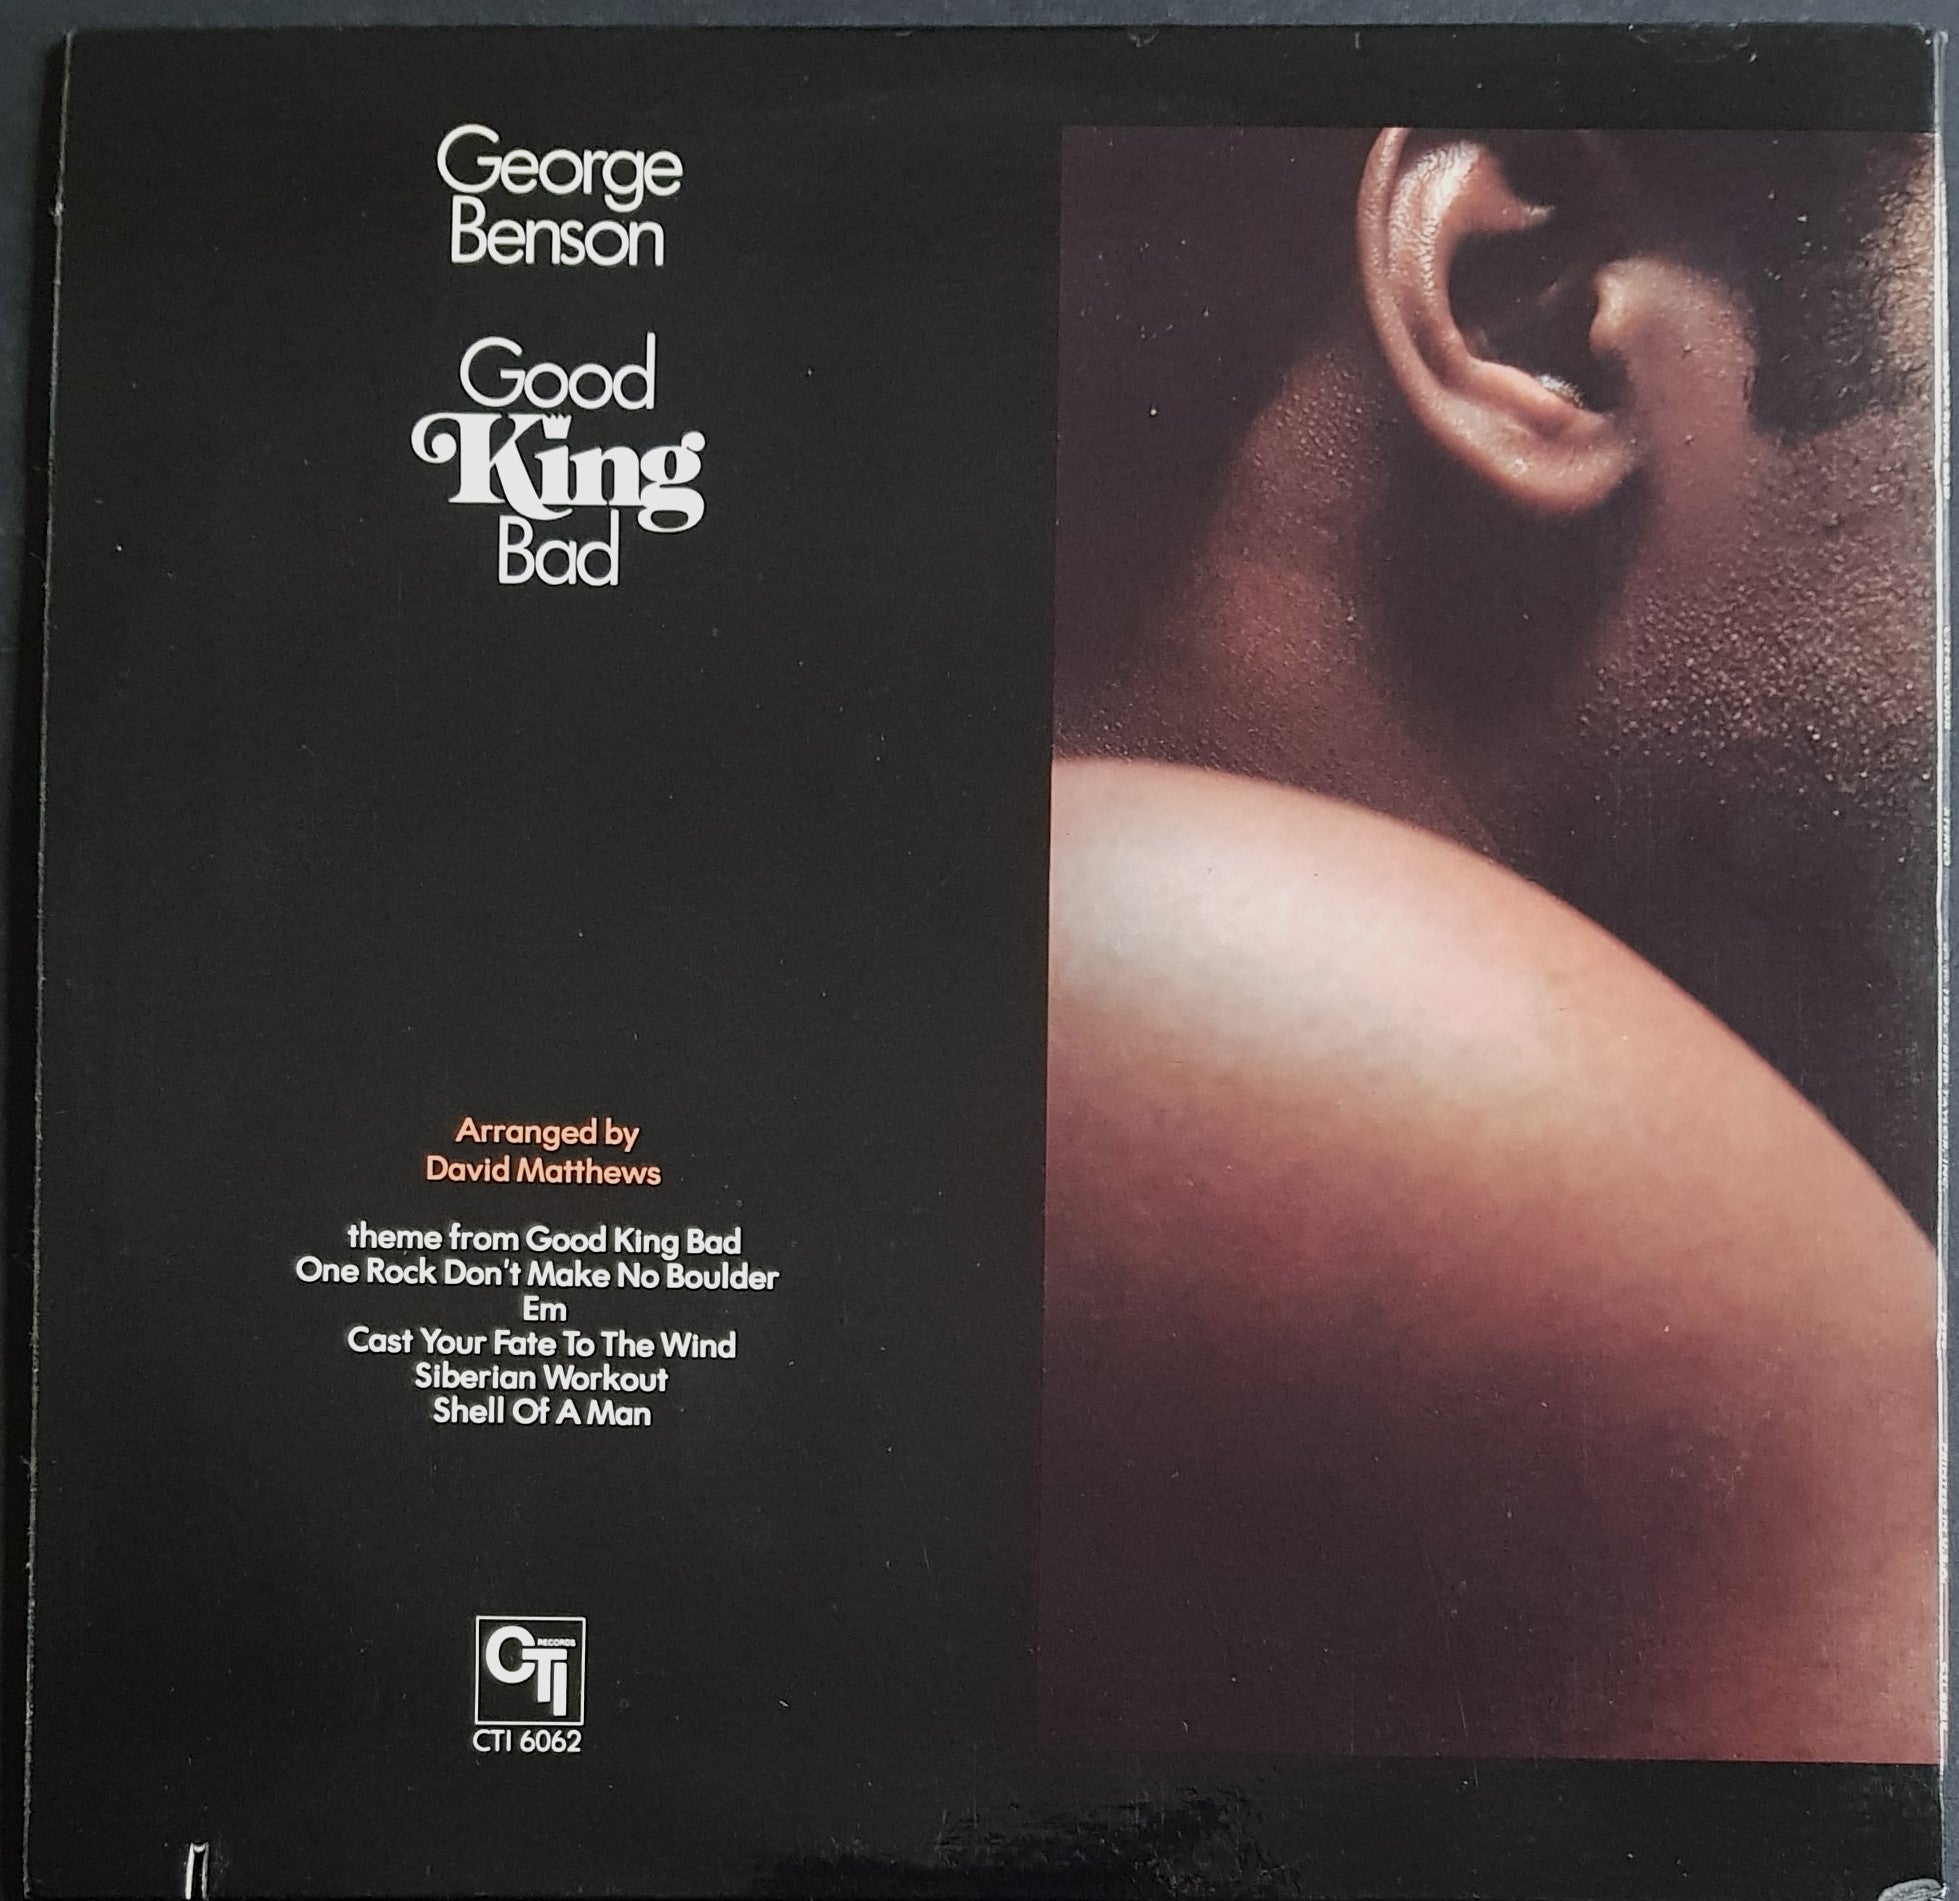 George
Benson
Good
King
Bad
Arranged by
David Matthews
theme from Good King Bad
One Rock Don't Make No Boulder
Em
Cast Your Fate To The Wind
Siberian Workout
Shell Of A Man
CTI RECORDS
CTI 6062